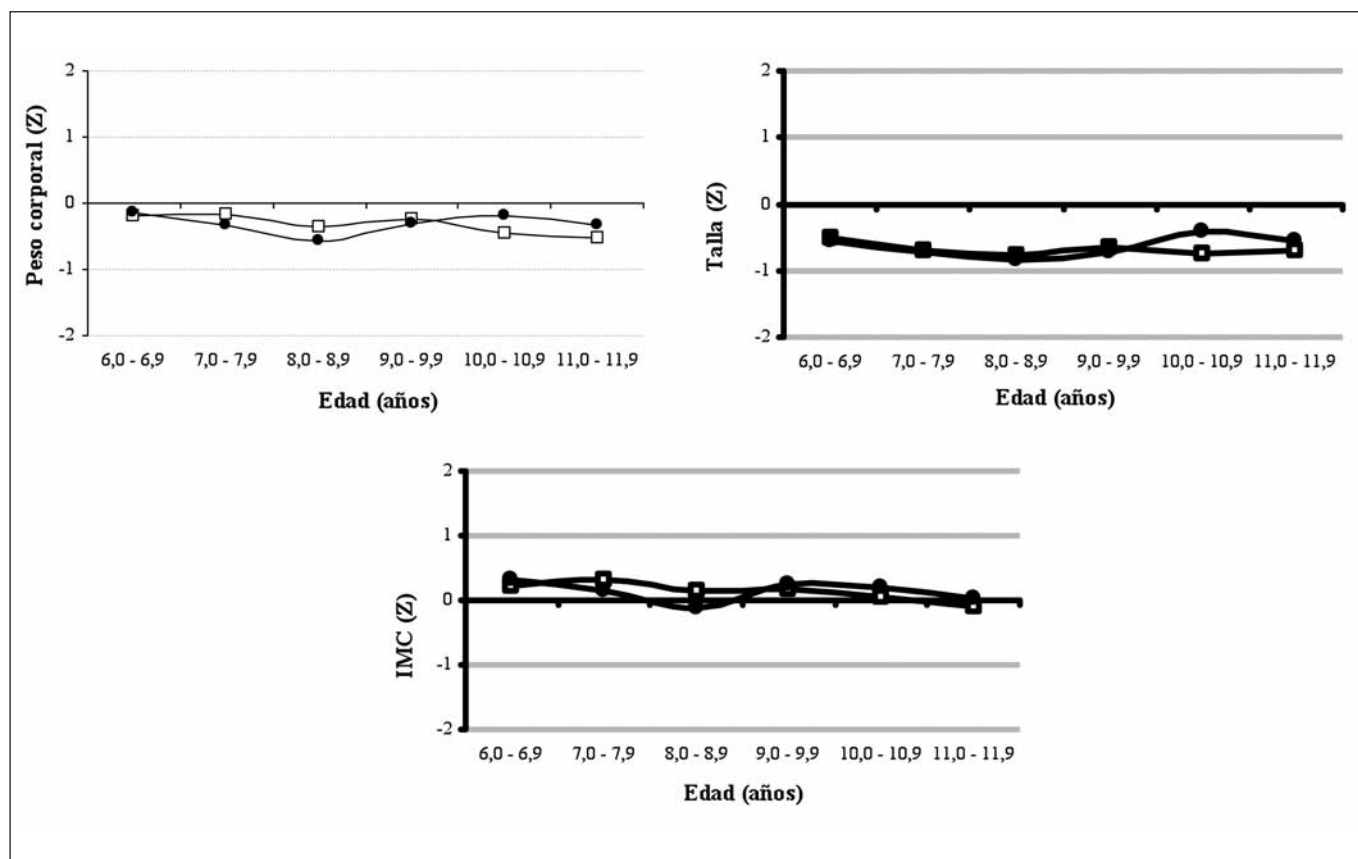 Peso corporal (Z)
2
1
0
-1
-2
6,0 - 6,9 7,0 - 7,9 8,0 - 8,9 9,0 - 9,9 10,0 - 10,9 11,0 - 11,9
Edad (años)
Talla (Z)
2
1
0
-1
-2
6,0 - 6,9 7,0 - 7,9 8,0 - 8,9 9,0 - 9,9 10,0 - 10,9 11,0 - 11,9
Edad (años)
IMC (Z)
2
1
0
-1
-2
6,0 - 6,9 7,0 - 7,9 8,0 - 8,9 9,0 - 9,9 10,0 - 10,9 11,0 - 11,9
Edad (años)